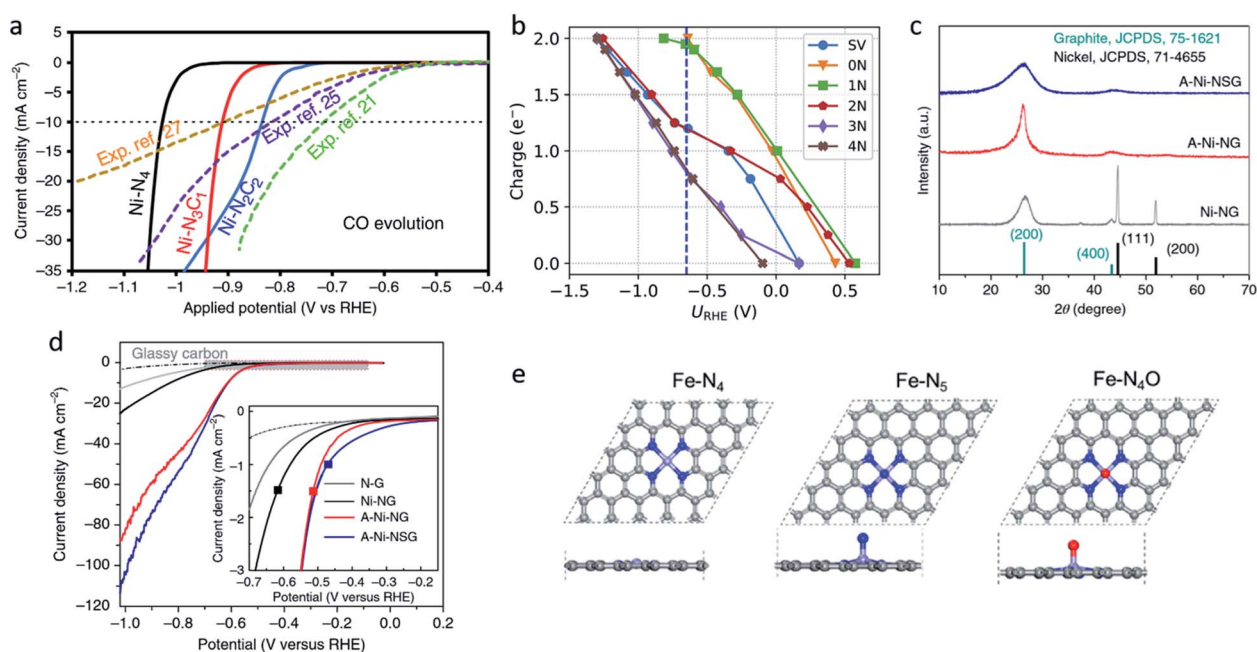 a
5
0
−5
−10
−15
−20
−25
−30
−35
Current density (mA cm⁻²)
Exp. ref. 27
Exp. ref. 25
Exp. ref. 21
Ni-N₄
Ni-N₃C₁
Ni-N₂C₂
CO evolution
−1.2 −1.1 −1 −0.9 −0.8 −0.7 −0.6 −0.5 −0.4
Applied potential (V vs RHE)
b
2.0
1.5
1.0
0.5
0.0
Charge (e⁻)
SV
0N
1N
2N
3N
4N
−1.5 −1.0 −0.5 0.0 0.5
U_RHE (V)
c
Graphite, JCPDS, 75-1621
Nickel, JCPDS, 71-4655
A-Ni-NSG
A-Ni-NG
Ni-NG
Intensity (a.u.)
(200)
(400)
(111)
(200)
10 20 30 40 50 60 70
2θ (degree)
d
Glassy carbon
0
−20
−40
−60
−80
−100
−120
Current density (mA cm⁻²)
−1.0 −0.8 −0.6 −0.4 −0.2 0.0
Potential (V versus RHE)
0
−1
−2
−3
Current density (mA cm⁻²)
N-G
Ni-NG
A-Ni-NG
A-Ni-NSG
−0.7 −0.6 −0.5 −0.4 −0.3 −0.2
Potential (V versus RHE)
e
Fe-N₄
Fe-N₅
Fe-N₄O